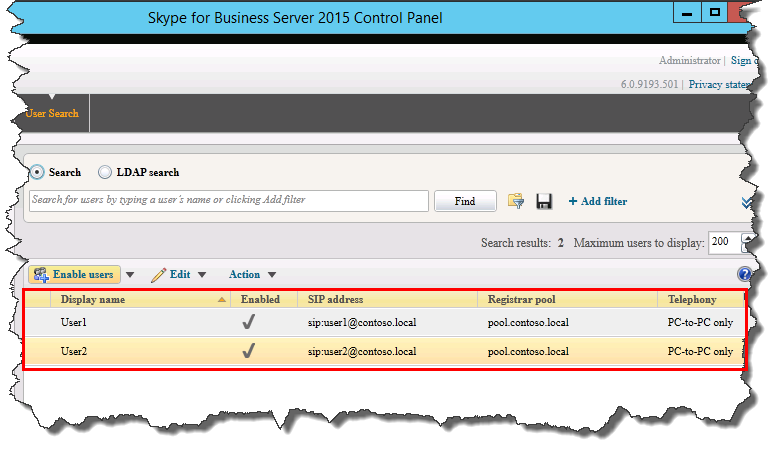 Skype for Business Server 2015 Control Panel
Administrator | Sign
6.0.9193.501 | Privacy
User Search
Search LDAP search
Search for users by typing a user's name or clicking Add filter Find + Add filter
Search results: 2 Maximum users to display: 200
Enable users Edit Action ?
Display name Enabled SIP address Registrar pool Telephony
User1 sip:user1@contoso.local pool.contoso.local PC-to-PC only
User2 sip:user2@contoso.local pool.contoso.local PC-to-PC only